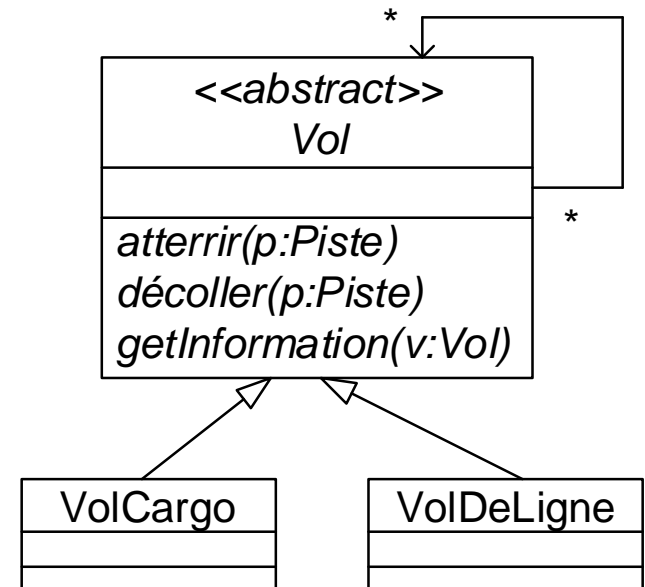 *
<<abstract>>
Vol
*
atterrir(p:Piste)
décoller(p:Piste)
getInformation(v:Vol)
VolCargo
VolDeLigne